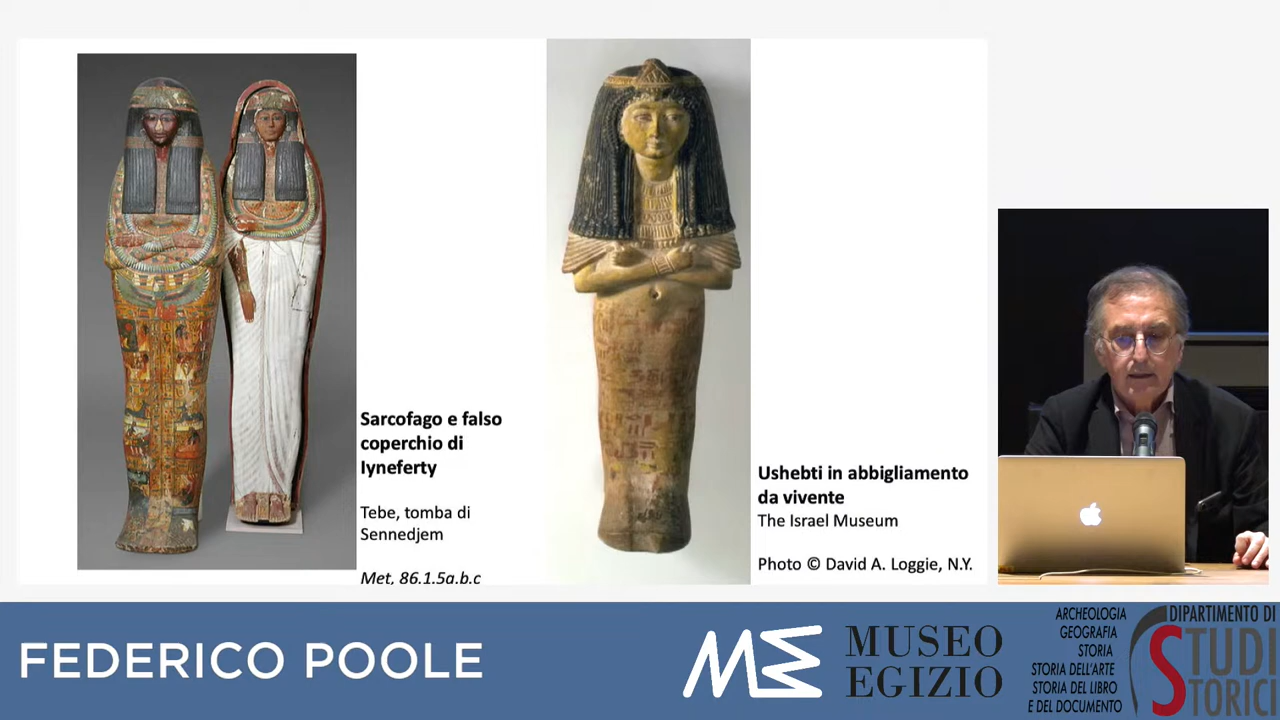 Sarcofago e falso
coperchio di
Iyneferty
Tebe, tomba di
Sennedjem
Met, 86.1.5a.b.c
Ushebti in abbigliamento
da vivente
The Israel Museum
Photo © David A. Loggie, N.Y.
FEDERICO POOLE
ME
MUSEO
EGIZIO
ARCHEOLOGIA
GEOGRAFIA
STORIA
STORIA DELL'ARTE
STORIA DEL LIBRO
E DEL DOCUMENTO
DIPARTIMENTO DI
STUDI
STORICI